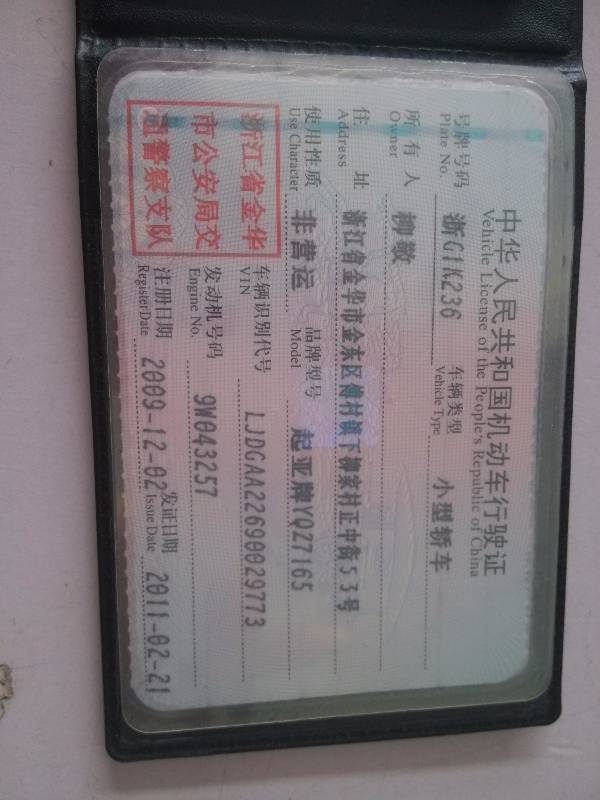 中华人民共和国机动车行驶证
Vehicle License of the People's Republic of China
号牌号码 浙G1K236 车辆类型 小型轿车
Plate No. Vehicle Type
所有人 柳敬
Owner
住址 浙江省金华市金东区傅村镇下柳家村正中街53号
Address
使用性质 非营运 品牌型号 起亚牌YQZ7165
Use Character Model
浙江省金华
市公安局交
通警察支队
车辆识别代号 LJDGAA22690029773
VIN
发动机号码 9W043257
Engine No.
注册日期 2009-12-02 发证日期 2011-02-21
Register Date Issue Date